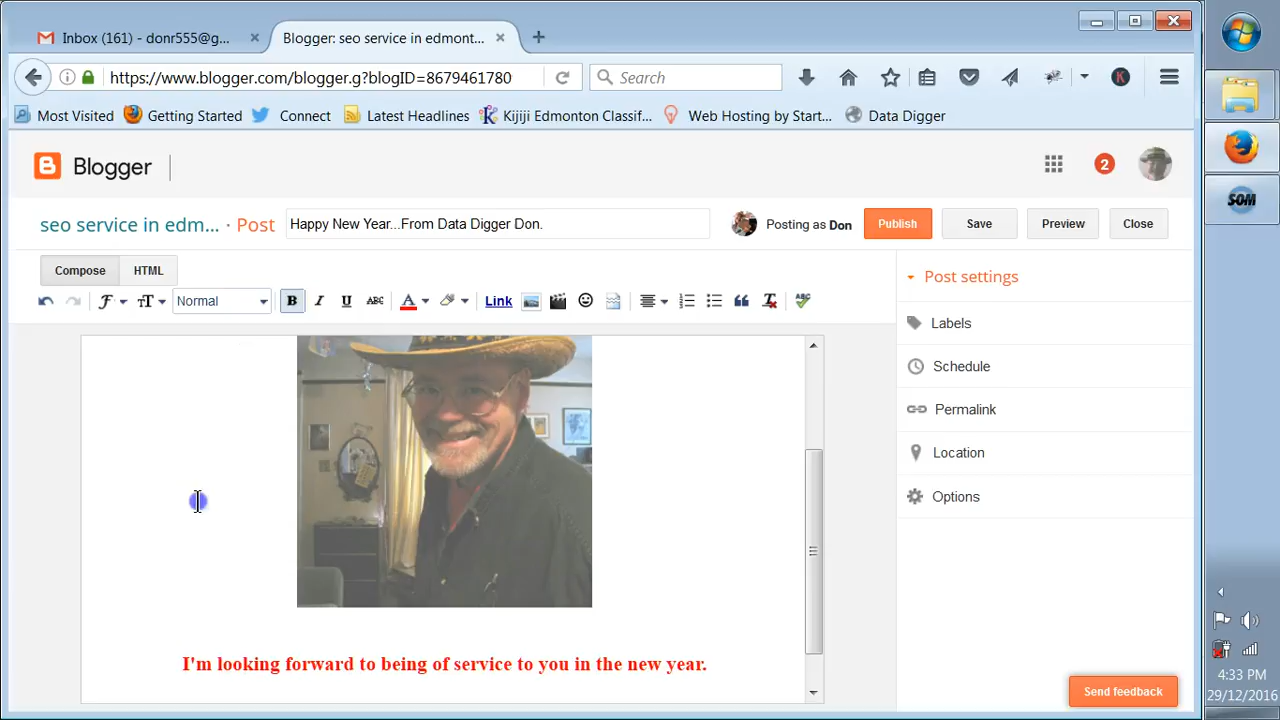 Inbox (161) - donr555@g...
Blogger: seo service in edmont...
https://www.blogger.com/blogger.g?blogID=8679461780
Search
Most Visited
Getting Started
Connect
Latest Headlines
Kijiji Edmonton Classif...
Web Hosting by Start...
Data Digger
Blogger
2
seo service in edm... · Post
Happy New Year...From Data Digger Don.
Posting as Don
Publish
Save
Preview
Close
Compose
HTML
Normal
B
I
U
ABC
A
Link
Post settings
Labels
Schedule
Permalink
Location
Options
I'm looking forward to being of service to you in the new year.
Send feedback
SOM
4:33 PM
29/12/2016